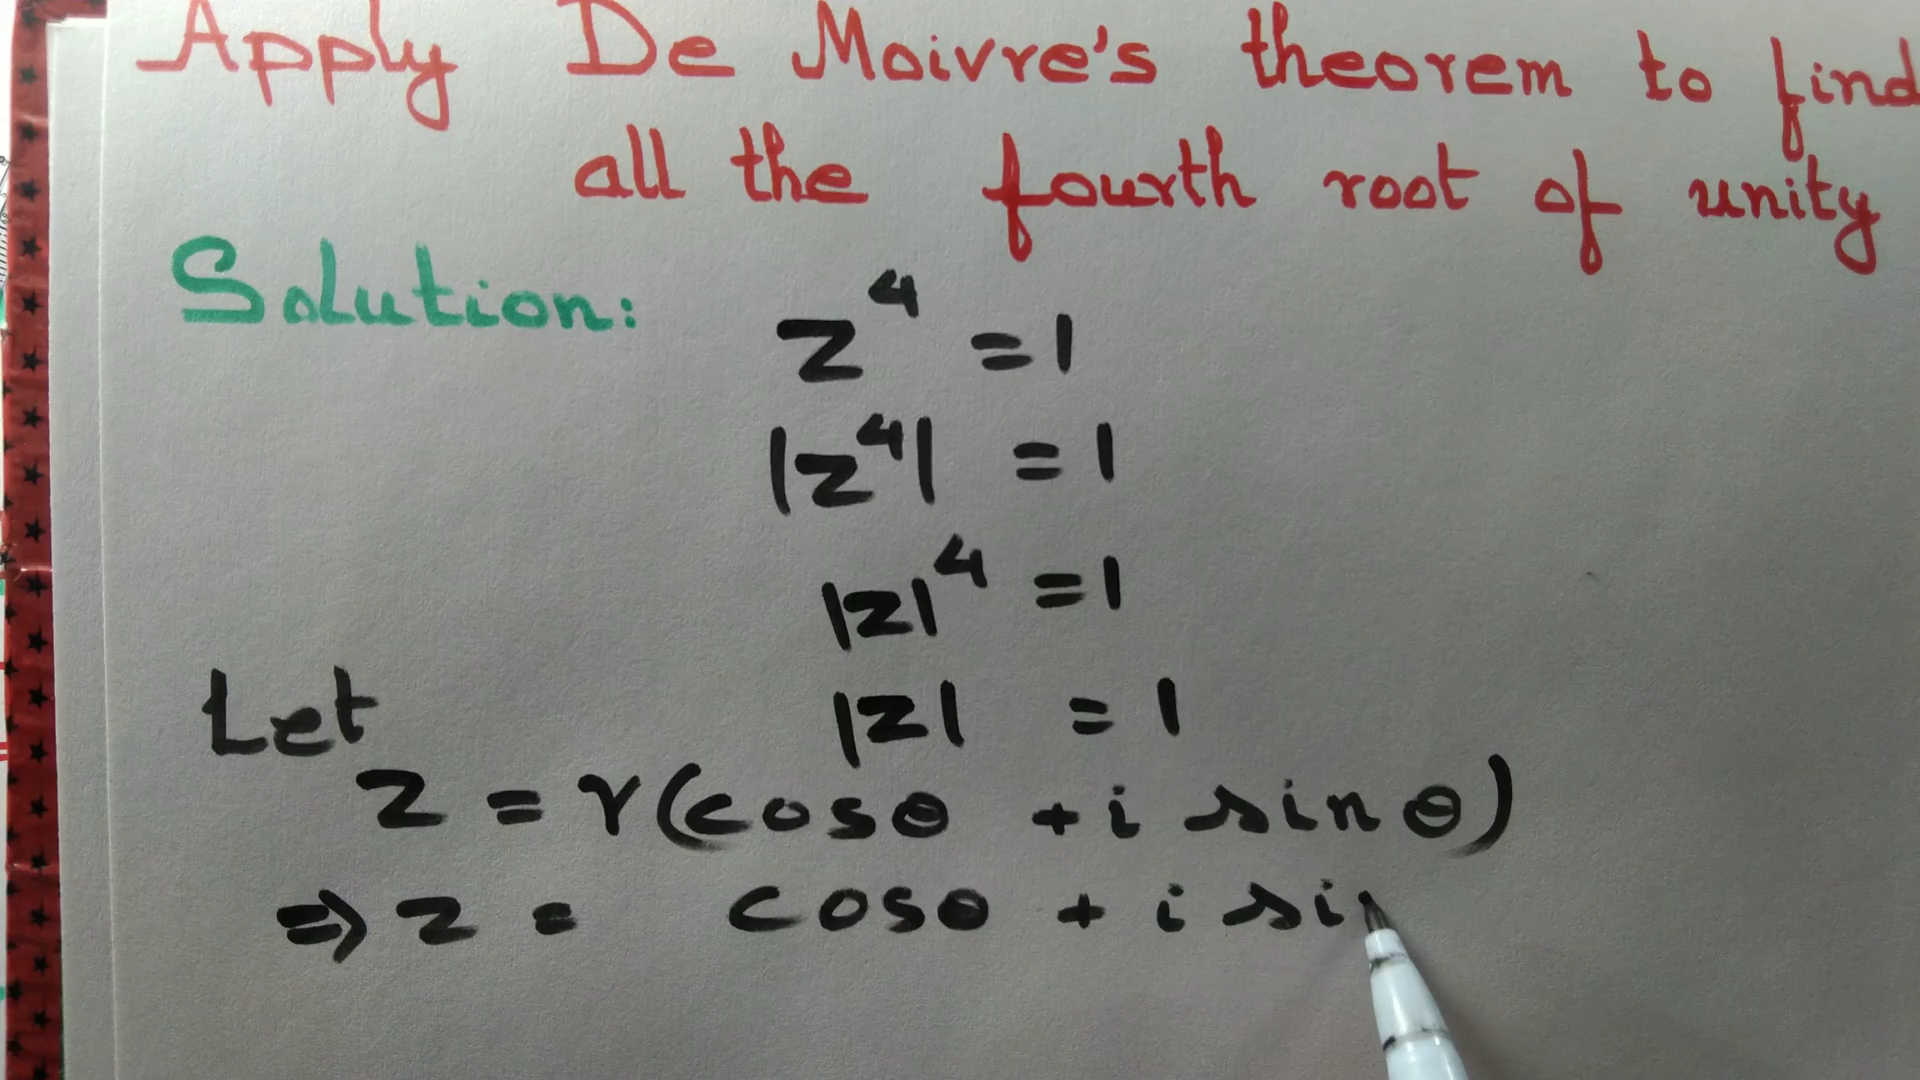 Apply De Moivre's theorem to find
all the fourth root of unity
Solution:
z⁴ = 1
|z⁴| = 1
|z|⁴ = 1
|z| = 1
Let
z = r(cosθ + i sin θ)
⇒ z = cosθ + i si